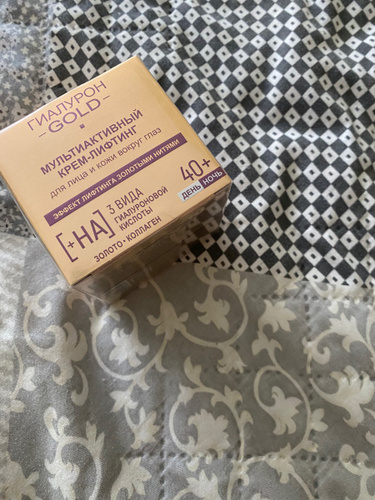 ГИАЛУРОН
GOLD
МУЛЬТИАКТИВНЫЙ
КРЕМ-ЛИФТИНГ
для лица и кожи вокруг глаз
ЭФФЕКТ ЛИФТИНГА ЗОЛОТЫМИ НИТЯМИ
[+HA] 3 ВИДА
ГИАЛУРОНОВОЙ
КИСЛОТЫ
ЗОЛОТО • КОЛЛАГЕН
40+
ДЕНЬ НОЧЬ